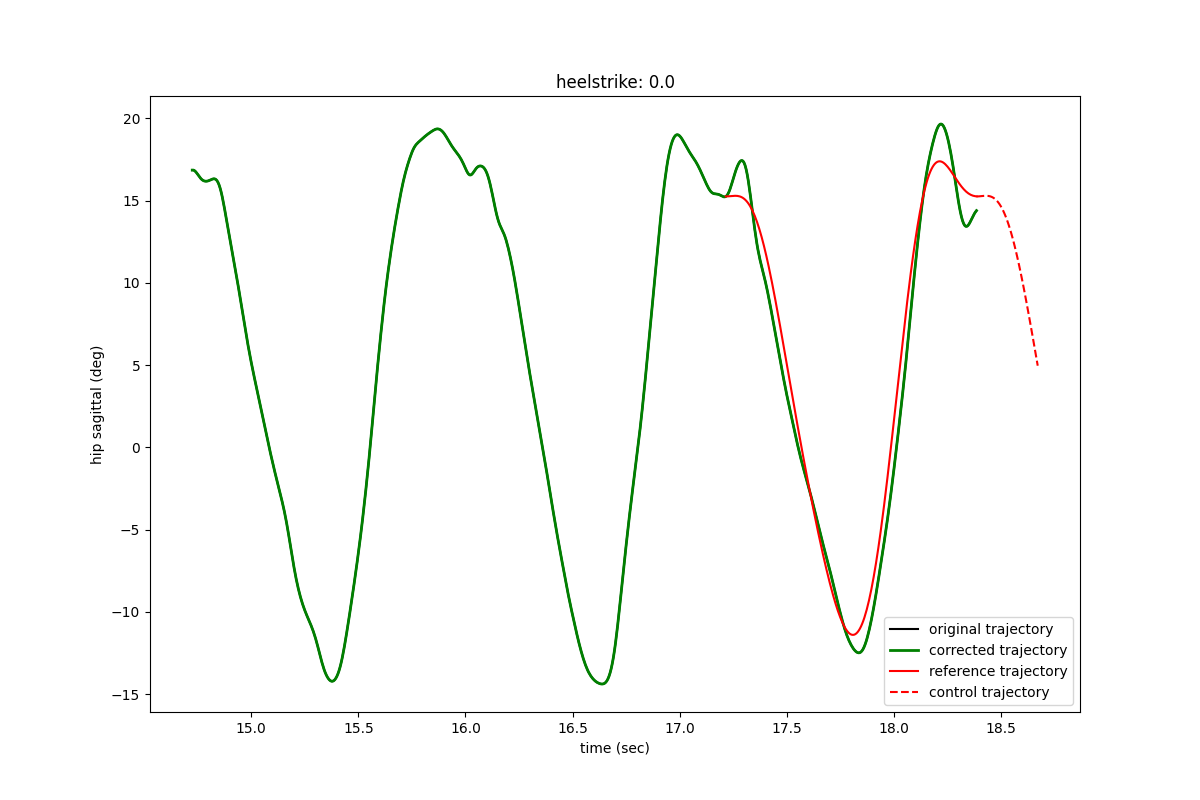 heelstrike: 0.0
20
15
10
5
0
−5
−10
−15
hip sagittal (deg)
15.0 15.5 16.0 16.5 17.0 17.5 18.0 18.5
time (sec)
original trajectory
corrected trajectory
reference trajectory
control trajectory